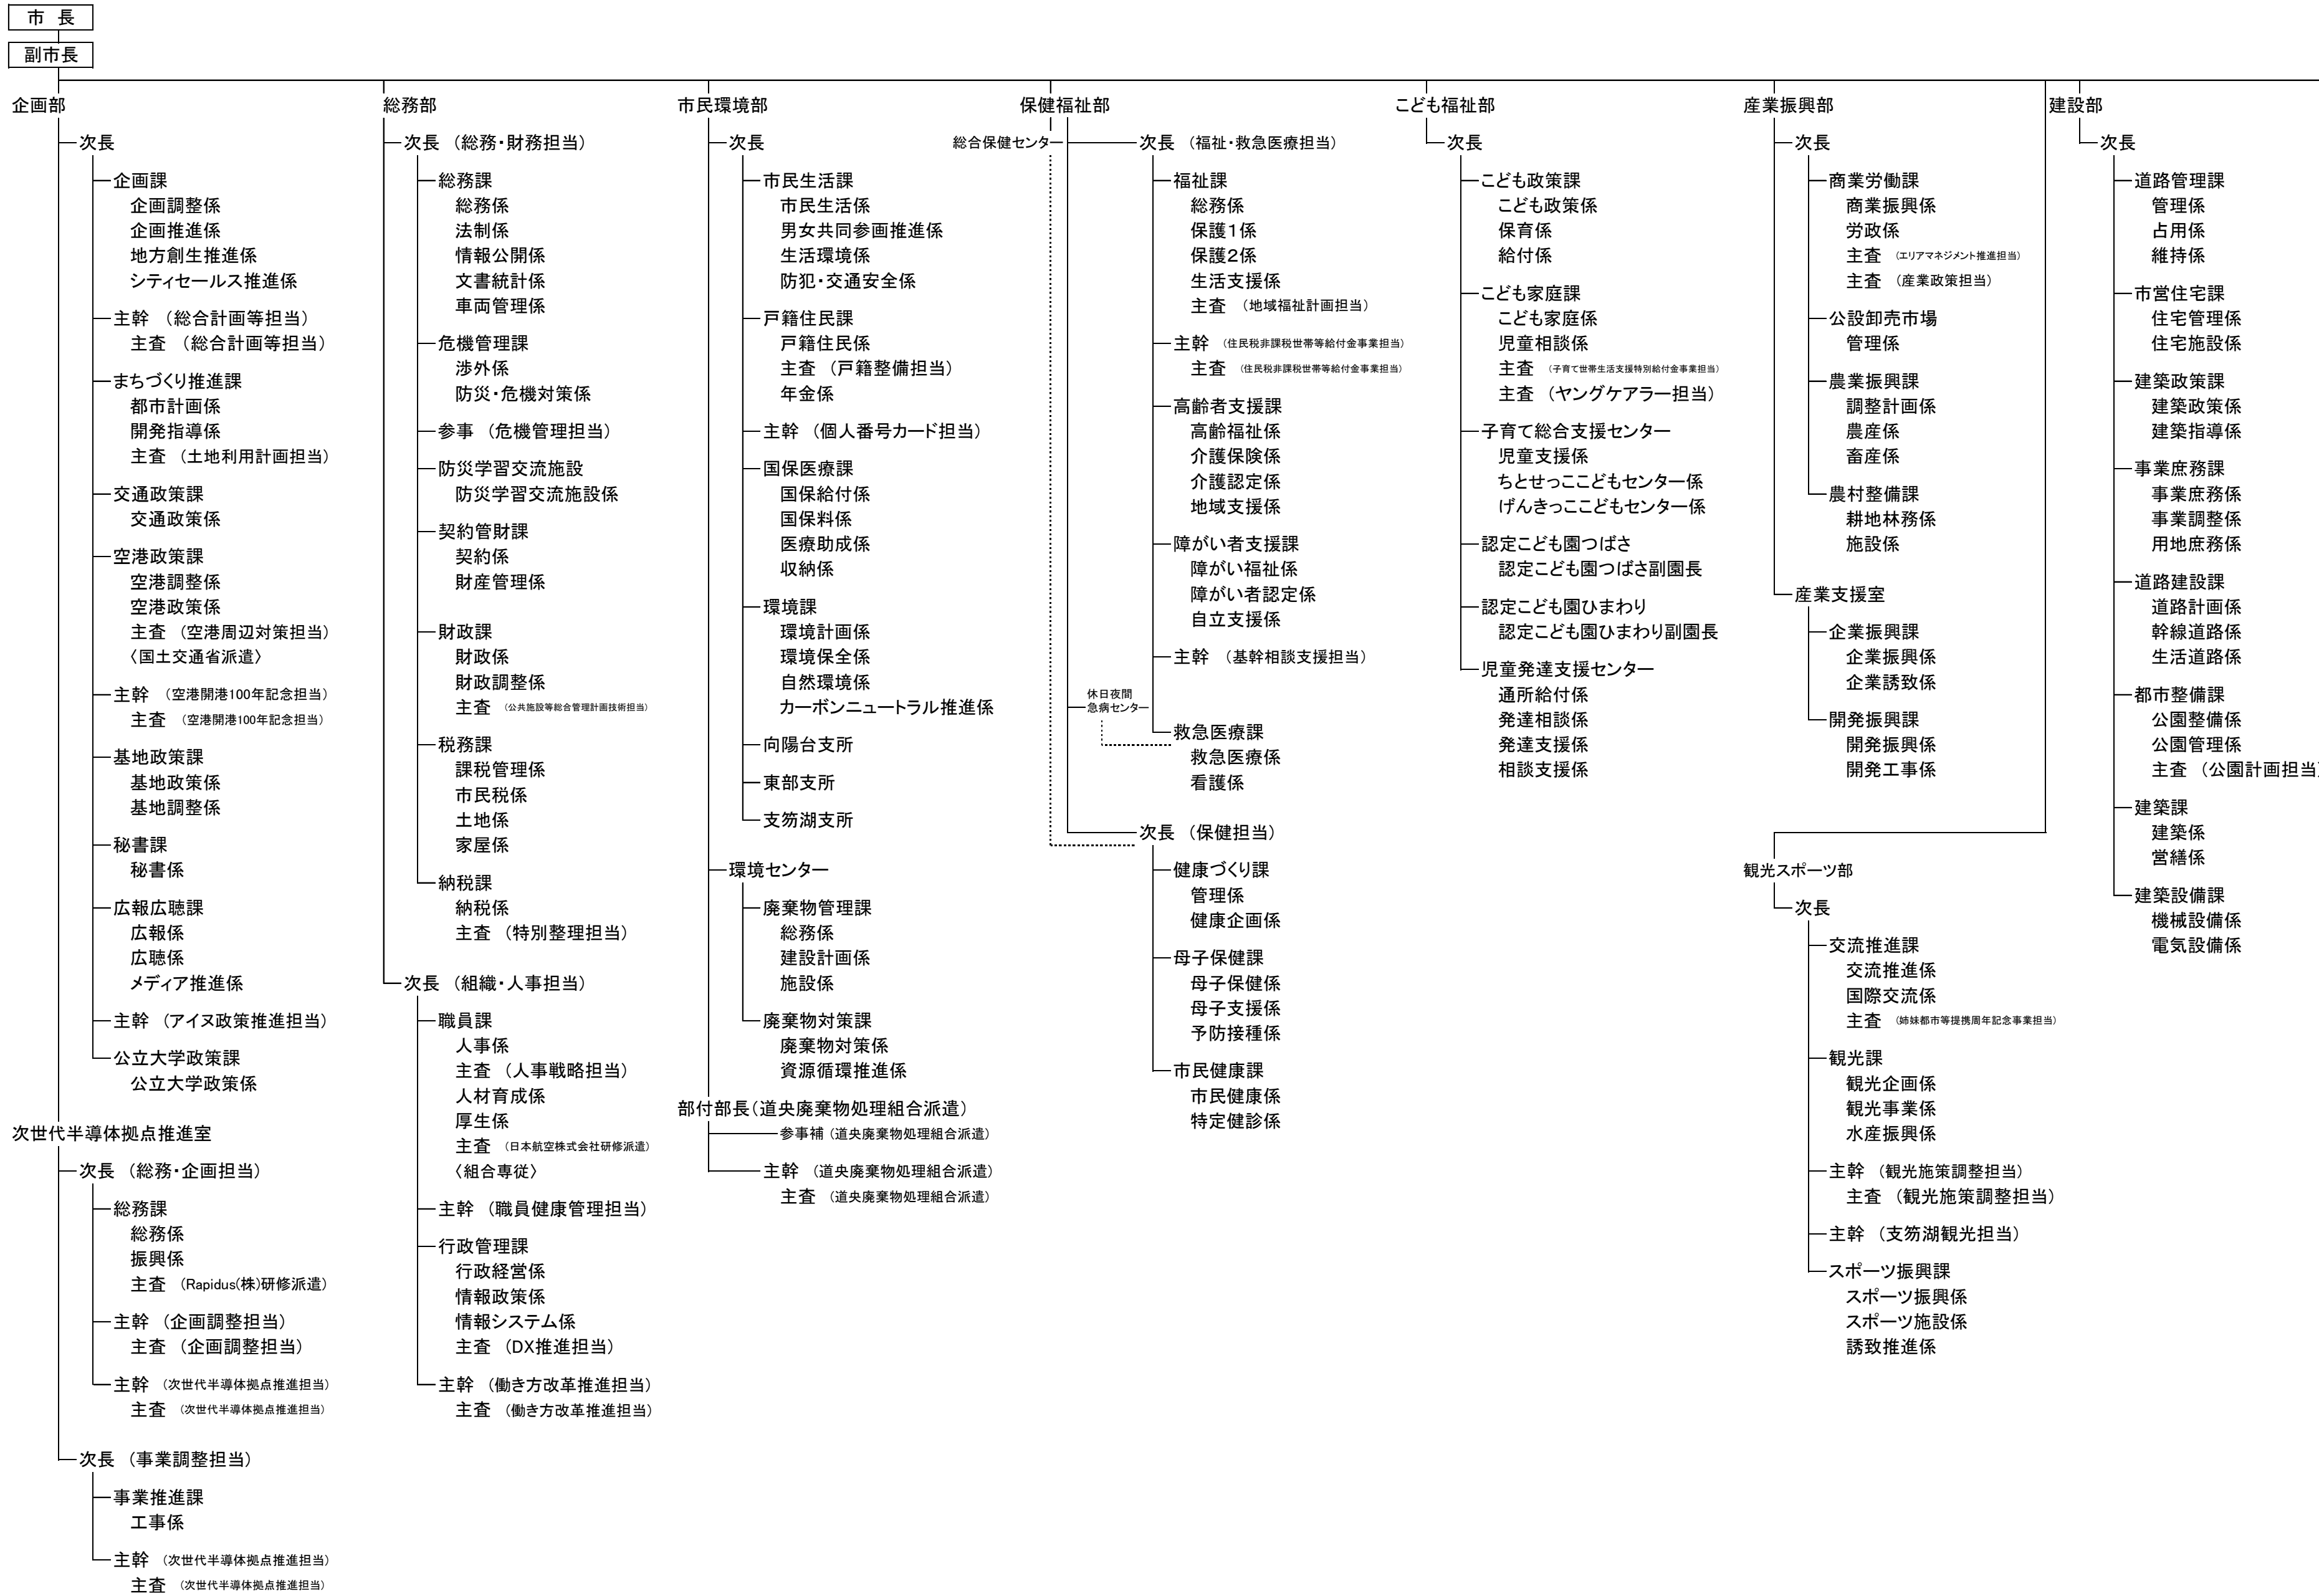 市 長
副市長
企画部
次長
企画課
企画調整係
企画推進係
地方創生推進係
シティセールス推進係
主幹 （総合計画等担当）
主査 （総合計画等担当）
まちづくり推進課
都市計画係
開発指導係
主査 （土地利用計画担当）
交通政策課
交通政策係
空港政策課
空港調整係
空港政策係
主査 （空港周辺対策担当）
〈国土交通省派遣〉
主幹 （空港開港100年記念担当）
主査 （空港開港100年記念担当）
基地政策課
基地政策係
基地調整係
秘書課
秘書係
広報広聴課
広報係
広聴係
メディア推進係
主幹 （アイヌ政策推進担当）
公立大学政策課
公立大学政策係
次世代半導体拠点推進室
次長 （総務・企画担当）
総務課
総務係
振興係
主査 （Rapidus(株)研修派遣）
主幹 （企画調整担当）
主査 （企画調整担当）
主幹 （次世代半導体拠点推進担当）
主査 （次世代半導体拠点推進担当）
次長 （事業調整担当）
事業推進課
工事係
主幹 （次世代半導体拠点推進担当）
主査 （次世代半導体拠点推進担当）
総務部
次長 （総務・財務担当）
総務課
総務係
法制係
情報公開係
文書統計係
車両管理係
危機管理課
渉外係
防災・危機対策係
参事 （危機管理担当）
防災学習交流施設
防災学習交流施設係
契約管財課
契約係
財産管理係
財政課
財政係
財政調整係
主査 （公共施設等総合管理計画技術担当）
税務課
課税管理係
市民税係
土地係
家屋係
納税課
納税係
主査 （特別整理担当）
次長 （組織・人事担当）
職員課
人事係
主査 （人事戦略担当）
人材育成係
厚生係
主査 （日本航空株式会社研修派遣）
〈組合専従〉
主幹 （職員健康管理担当）
行政管理課
行政経営係
情報政策係
情報システム係
主査 （DX推進担当）
主幹 （働き方改革推進担当）
主査 （働き方改革推進担当）
市民環境部
次長
市民生活課
市民生活係
男女共同参画推進係
生活環境係
防犯・交通安全係
戸籍住民課
戸籍住民係
主査 （戸籍整備担当）
年金係
主幹 （個人番号カード担当）
国保医療課
国保給付係
国保料係
医療助成係
収納係
環境課
環境計画係
環境保全係
自然環境係
カーボンニュートラル推進係
向陽台支所
東部支所
支笏湖支所
環境センター
廃棄物管理課
総務係
建設計画係
施設係
廃棄物対策課
廃棄物対策係
資源循環推進係
部付部長（道央廃棄物処理組合派遣）
参事補 （道央廃棄物処理組合派遣）
主幹 （道央廃棄物処理組合派遣）
主査 （道央廃棄物処理組合派遣）
保健福祉部
総合保健センター
次長 （福祉・救急医療担当）
福祉課
総務係
保護１係
保護２係
生活支援係
主査 （地域福祉計画担当）
主幹 （住民税非課税世帯等給付金事業担当）
主査 （住民税非課税世帯等給付金事業担当）
高齢者支援課
高齢福祉係
介護保険係
介護認定係
地域支援係
障がい者支援課
障がい福祉係
障がい者認定係
自立支援係
主幹 （基幹相談支援担当）
休日夜間
急病センター
救急医療課
救急医療係
看護係
次長 （保健担当）
健康づくり課
管理係
健康企画係
母子保健課
母子保健係
母子支援係
予防接種係
市民健康課
市民健康係
特定健診係
こども福祉部
次長
こども政策課
こども政策係
保育係
給付係
こども家庭課
こども家庭係
児童相談係
主査 （子育て世帯生活支援特別給付金事業担当）
主査 （ヤングケアラー担当）
子育て総合支援センター
児童支援係
ちとせっここどもセンター係
げんきっここどもセンター係
認定こども園つばさ
認定こども園つばさ副園長
認定こども園ひまわり
認定こども園ひまわり副園長
児童発達支援センター
通所給付係
発達相談係
発達支援係
相談支援係
産業振興部
次長
商業労働課
商業振興係
労政係
主査 （エリアマネジメント推進担当）
主査 （産業政策担当）
公設卸売市場
管理係
農業振興課
調整計画係
農産係
畜産係
農村整備課
耕地林務係
施設係
産業支援室
企業振興課
企業振興係
企業誘致係
開発振興課
開発振興係
開発工事係
観光スポーツ部
次長
交流推進課
交流推進係
国際交流係
主査 （姉妹都市等提携周年記念事業担当）
観光課
観光企画係
観光事業係
水産振興係
主幹 （観光施策調整担当）
主査 （観光施策調整担当）
主幹 （支笏湖観光担当）
スポーツ振興課
スポーツ振興係
スポーツ施設係
誘致推進係
建設部
次長
道路管理課
管理係
占用係
維持係
市営住宅課
住宅管理係
住宅施設係
建築政策課
建築政策係
建築指導係
事業庶務課
事業庶務係
事業調整係
用地庶務係
道路建設課
道路計画係
幹線道路係
生活道路係
都市整備課
公園整備係
公園管理係
主査 （公園計画担当）
建築課
建築係
営繕係
建築設備課
機械設備係
電気設備係